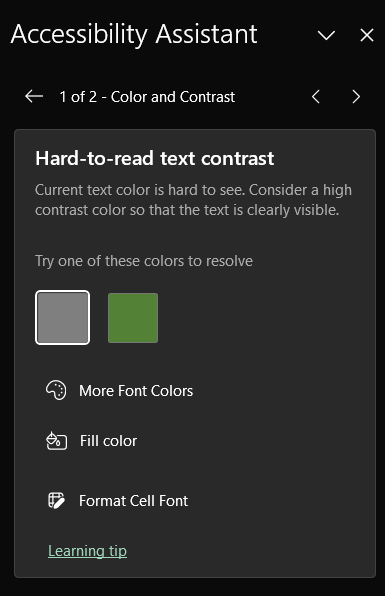 Accessibility Assistant
1 of 2 - Color and Contrast
Hard-to-read text contrast
Current text color is hard to see. Consider a high
contrast color so that the text is clearly visible.
Try one of these colors to resolve
More Font Colors
Fill color
Format Cell Font
Learning tip